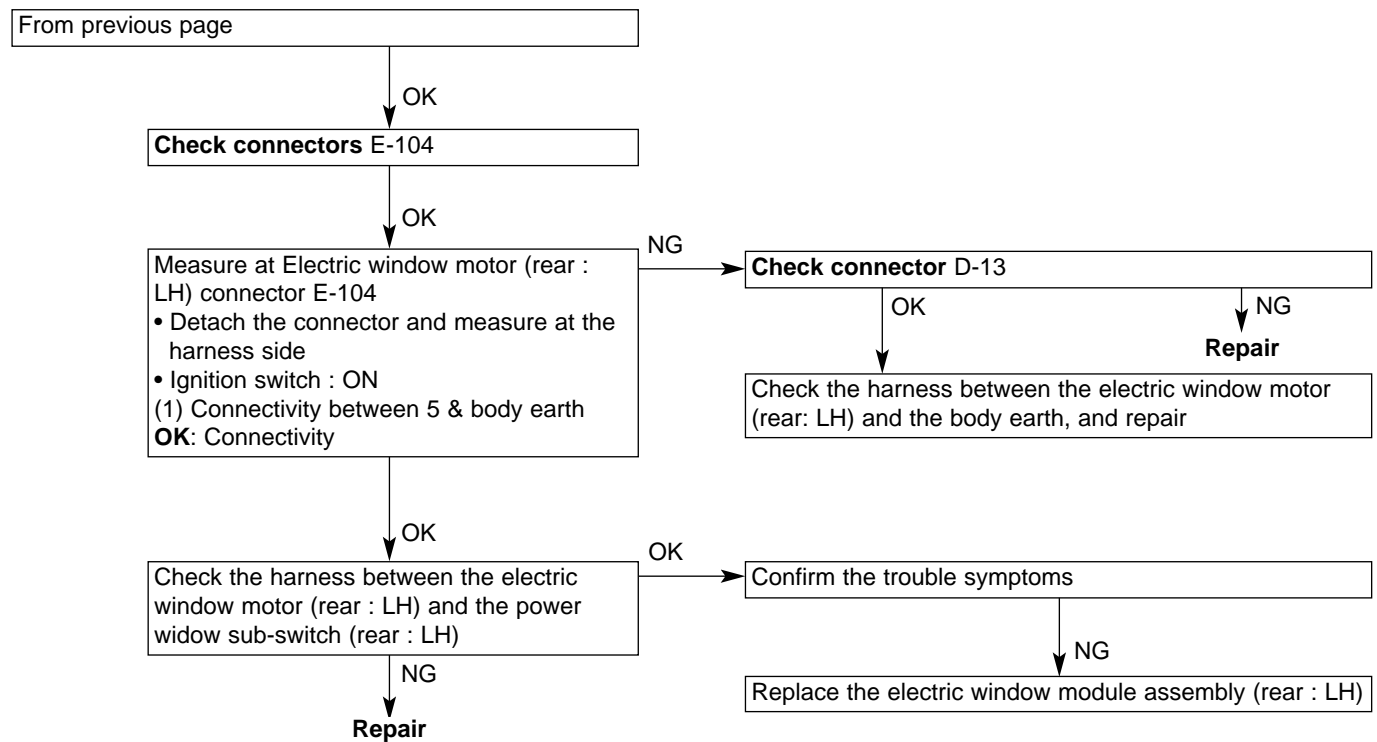 From previous page
OK
Check connectors E-104
OK
Measure at Electric window motor (rear :
LH) connector E-104
• Detach the connector and measure at the
harness side
• Ignition switch : ON
(1) Connectivity between 5 & body earth
OK: Connectivity
NG
Check connector D-13
OK
NG
Repair
Check the harness between the electric window motor
(rear: LH) and the body earth, and repair
OK
Check the harness between the electric
window motor (rear : LH) and the power
widow sub-switch (rear : LH)
OK
Confirm the trouble symptoms
NG
Replace the electric window module assembly (rear : LH)
NG
Repair